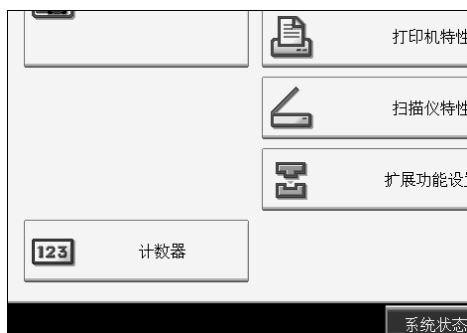 打印机特性
扫描仪特性
扩展功能设
123 计数器
系统状态